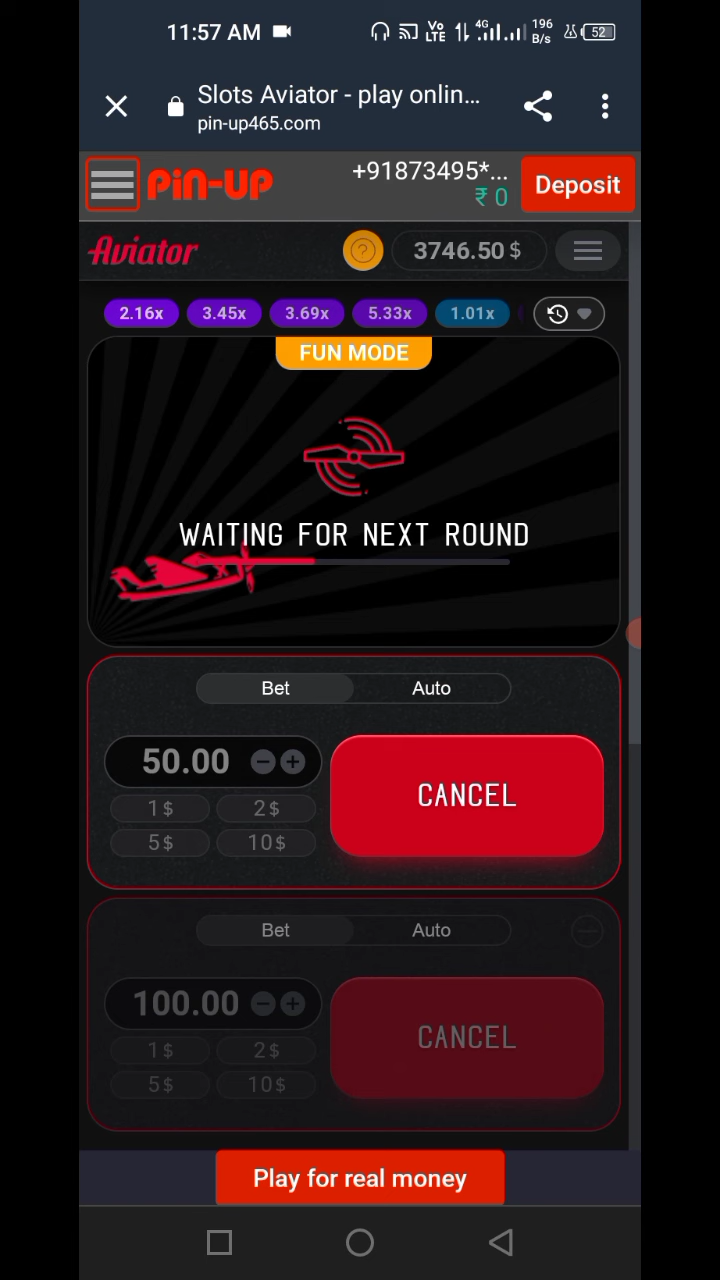 11:57 AM
Vo LTE 4G 196 B/s 52
Slots Aviator - play onlin...
pin-up465.com
PiN-UP
+91873495*...
₹ 0
Deposit
Aviator
? 3746.50 $
2.16x 3.45x 3.69x 5.33x 1.01x
FUN MODE
WAITING FOR NEXT ROUND
Bet Auto
50.00
CANCEL
1$ 2$
5$ 10$
Bet Auto
100.00
CANCEL
1$ 2$
5$ 10$
Play for real money